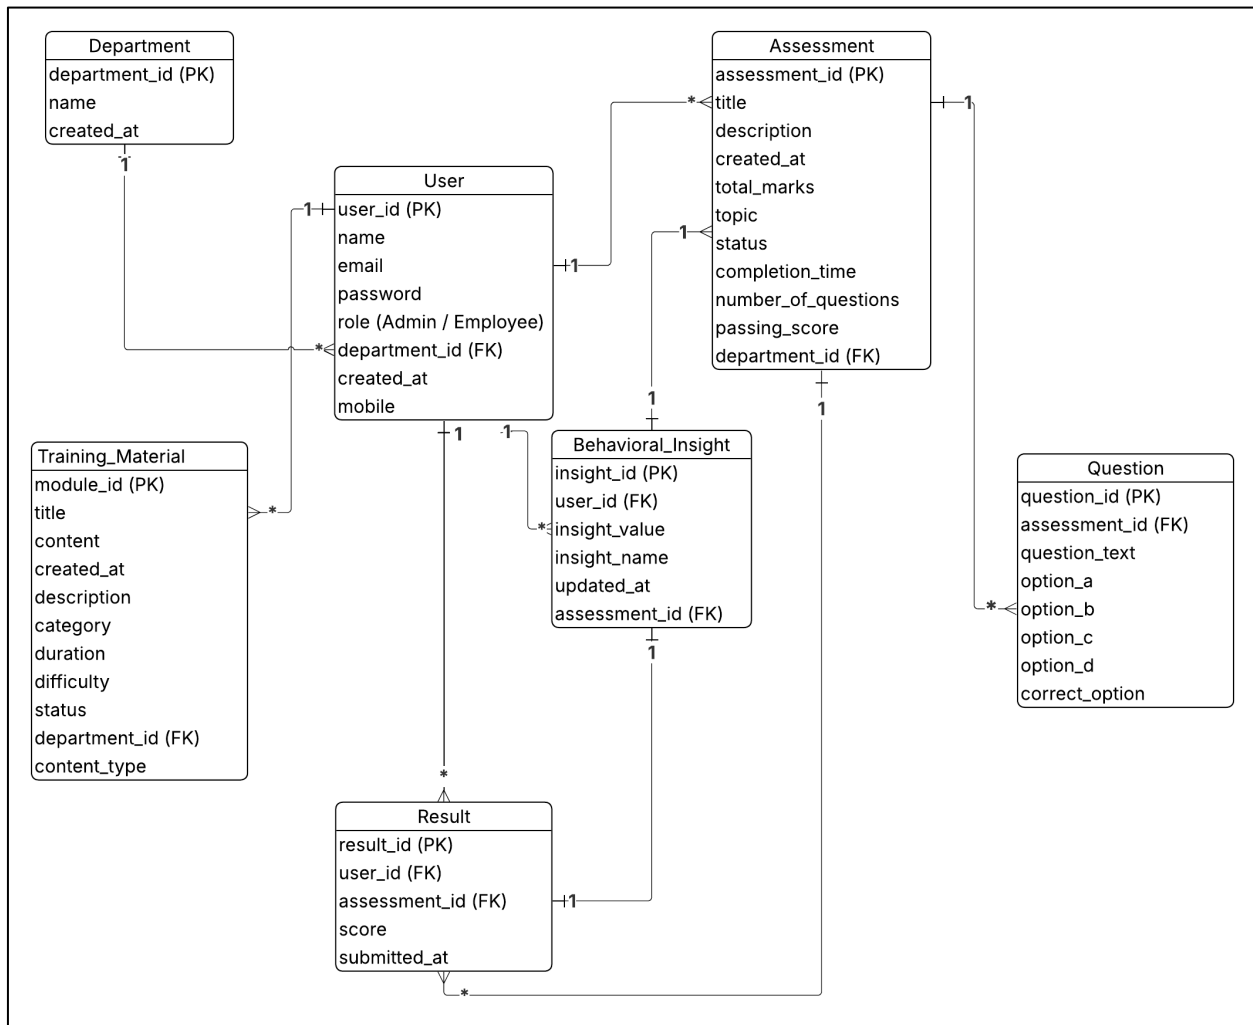 Department
department_id (PK)
name
created_at
1
*
User
user_id (PK)
name
email
password
role (Admin / Employee)
department_id (FK)
created_at
mobile
1
1
1
1
*
Assessment
assessment_id (PK)
title
description
created_at
total_marks
topic
status
completion_time
number_of_questions
passing_score
department_id (FK)
1
1
1
*
Training_Material
module_id (PK)
title
content
created_at
description
category
duration
difficulty
status
department_id (FK)
content_type
*
1
Behavioral_Insight
insight_id (PK)
user_id (FK)
insight_value
insight_name
updated_at
assessment_id (FK)
*
1
Question
question_id (PK)
assessment_id (FK)
question_text
option_a
option_b
option_c
option_d
correct_option
*
*
Result
result_id (PK)
user_id (FK)
assessment_id (FK)
score
submitted_at
1
*